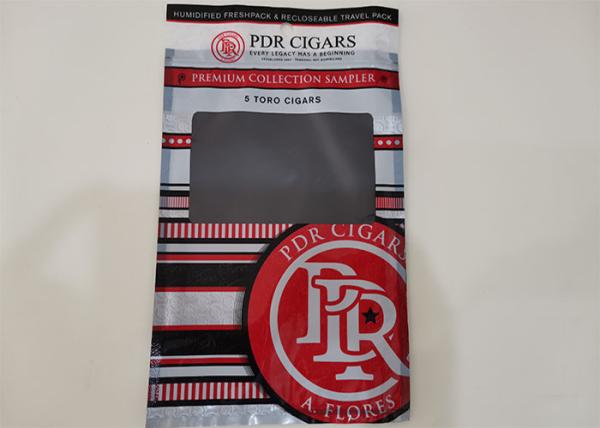 HUMIDIFIED FRESHPACK & RECLOSEABLE TRAVEL PACK
PDR
PDR CIGARS
EVERY LEGACY HAS A BEGINNING
PREMIUM COLLECTION SAMPLER
5 TORO CIGARS
PDR CIGARS
PDR
A. FLORES